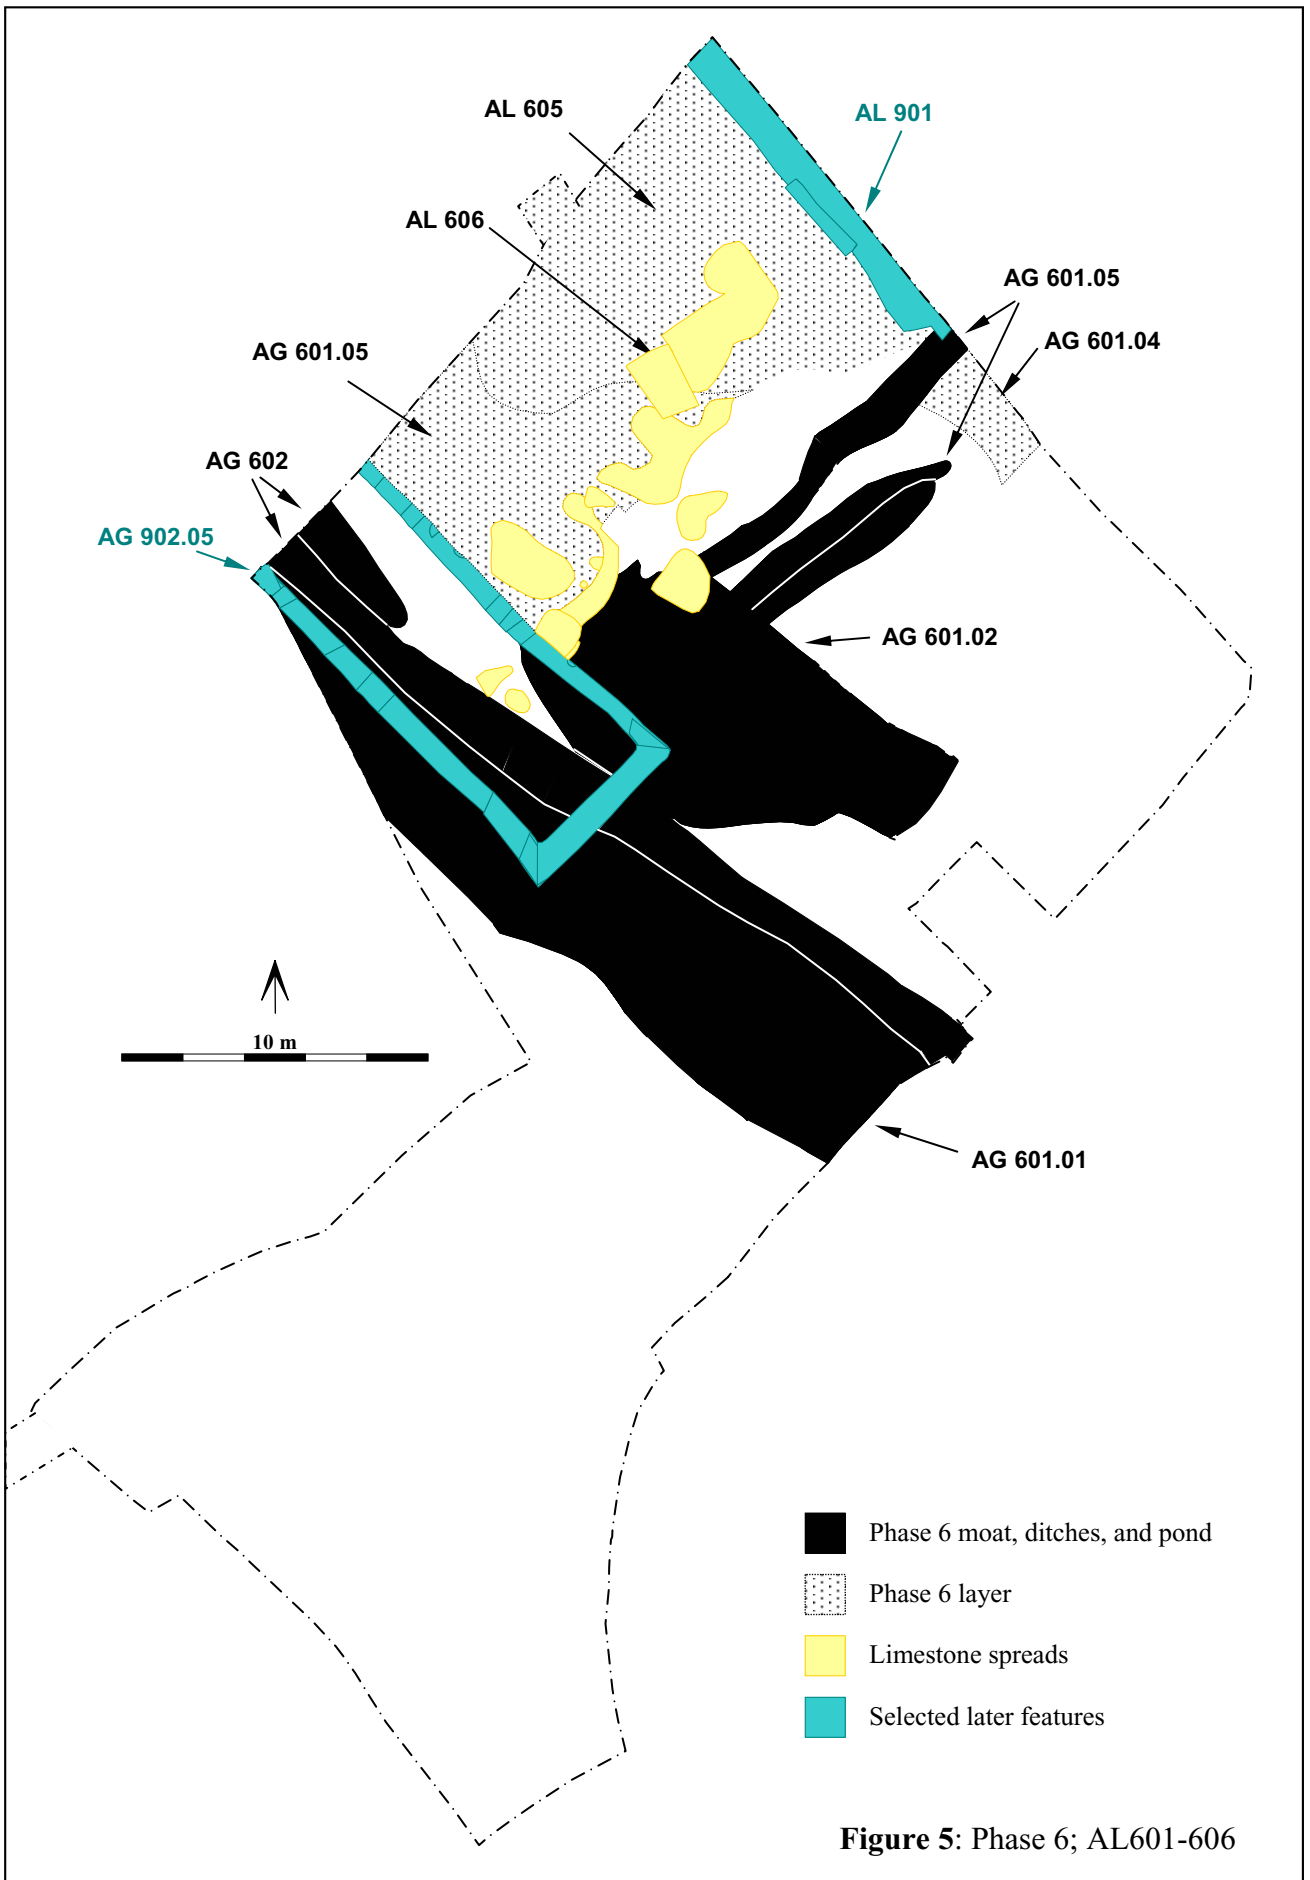 AL 605
AL 901
AL 606
AG 601.05
AG 601.04
AG 601.05
AG 602
AG 902.05
AG 601.02
10 m
AG 601.01
Phase 6 moat, ditches, and pond
Phase 6 layer
Limestone spreads
Selected later features
Figure 5: Phase 6; AL601-606